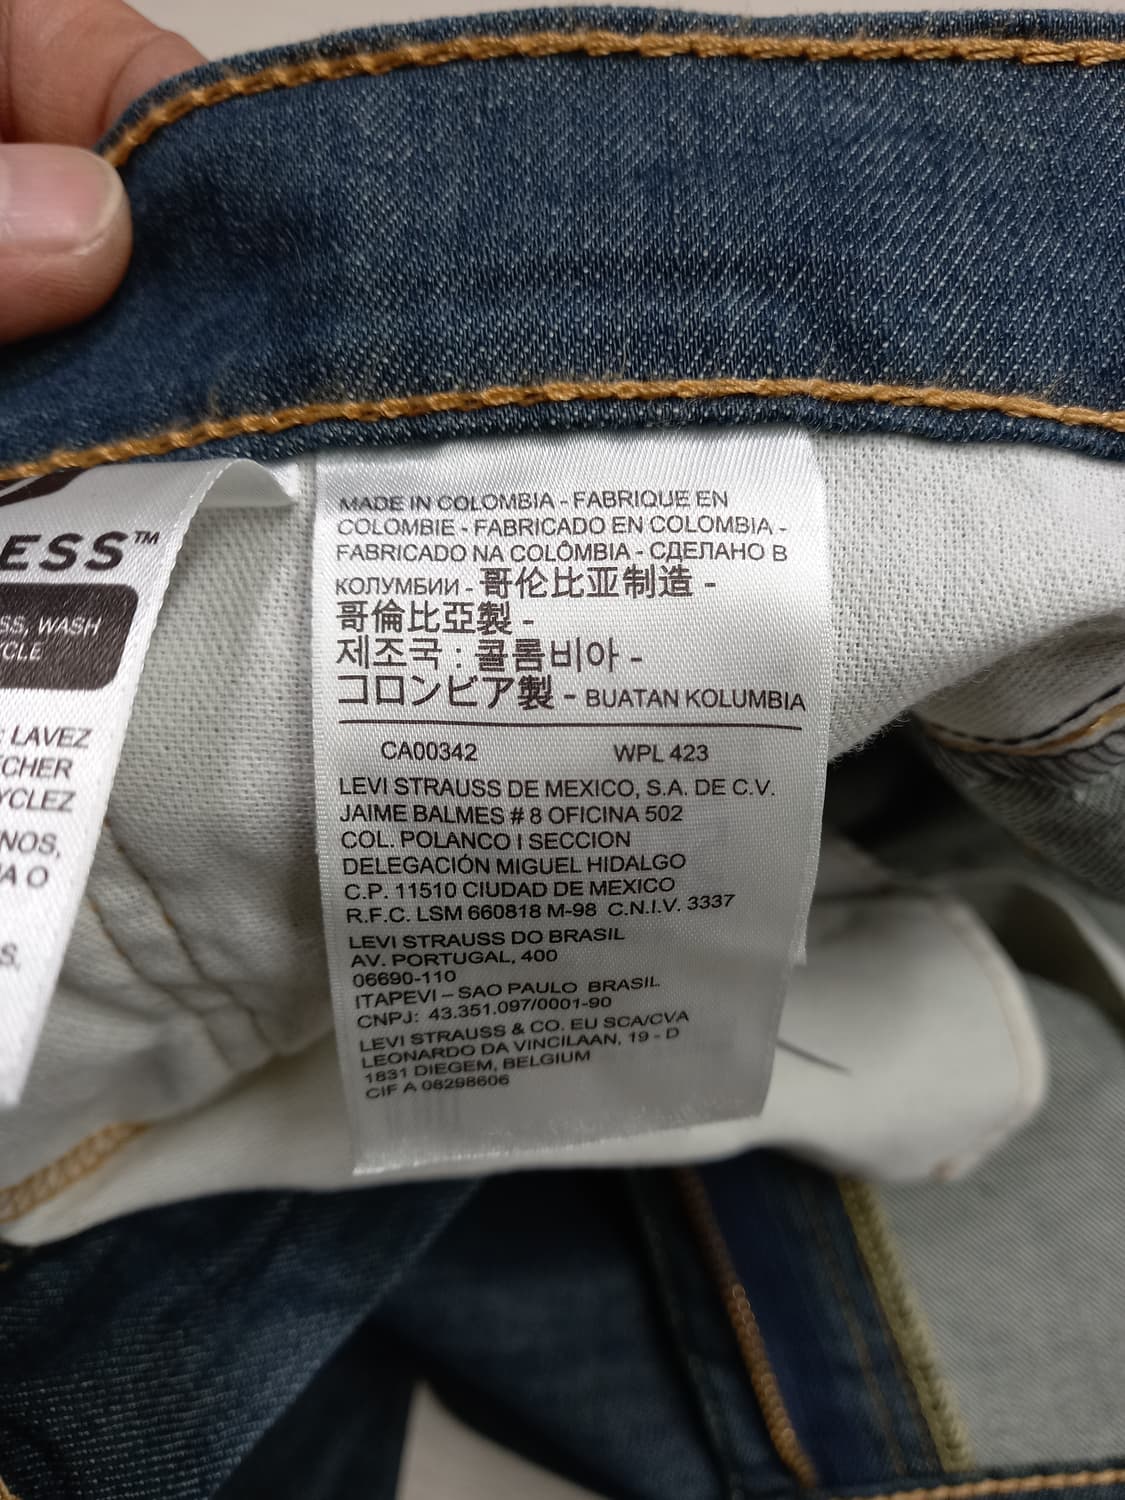 ESS™
SS, WASH
YCLE
LAVEZ
CHER
YCLEZ
NOS,
A O
S,
MADE IN COLOMBIA - FABRIQUE EN
COLOMBIE - FABRICADO EN COLOMBIA -
FABRICADO NA COLÔMBIA - СДЕЛАНО В
КОЛУМБИИ - 哥伦比亚制造 -
哥倫比亞製 -
제조국 : 콜롬비아 -
コロンビア製 - BUATAN KOLUMBIA
CA00342 WPL 423
LEVI STRAUSS DE MEXICO, S.A. DE C.V.
JAIME BALMES # 8 OFICINA 502
COL. POLANCO I SECCION
DELEGACIÓN MIGUEL HIDALGO
C.P. 11510 CIUDAD DE MEXICO
R.F.C. LSM 660818 M-98 C.N.I.V. 3337
LEVI STRAUSS DO BRASIL
AV. PORTUGAL, 400
06690-110
ITAPEVI – SAO PAULO BRASIL
CNPJ: 43.351.097/0001-90
LEVI STRAUSS & CO. EU SCA/CVA
LEONARDO DA VINCILAAN, 19 - D
1831 DIEGEM, BELGIUM
CIF A 08298606